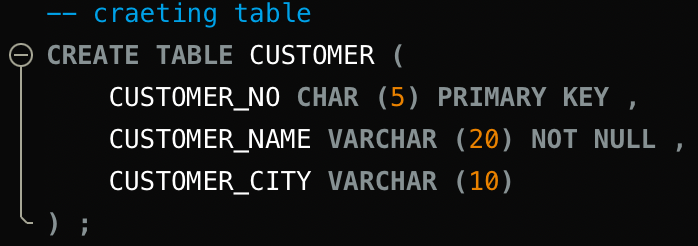 -- craeting table
CREATE TABLE CUSTOMER (
CUSTOMER_NO CHAR (5) PRIMARY KEY ,
CUSTOMER_NAME VARCHAR (20) NOT NULL ,
CUSTOMER_CITY VARCHAR (10)
) ;